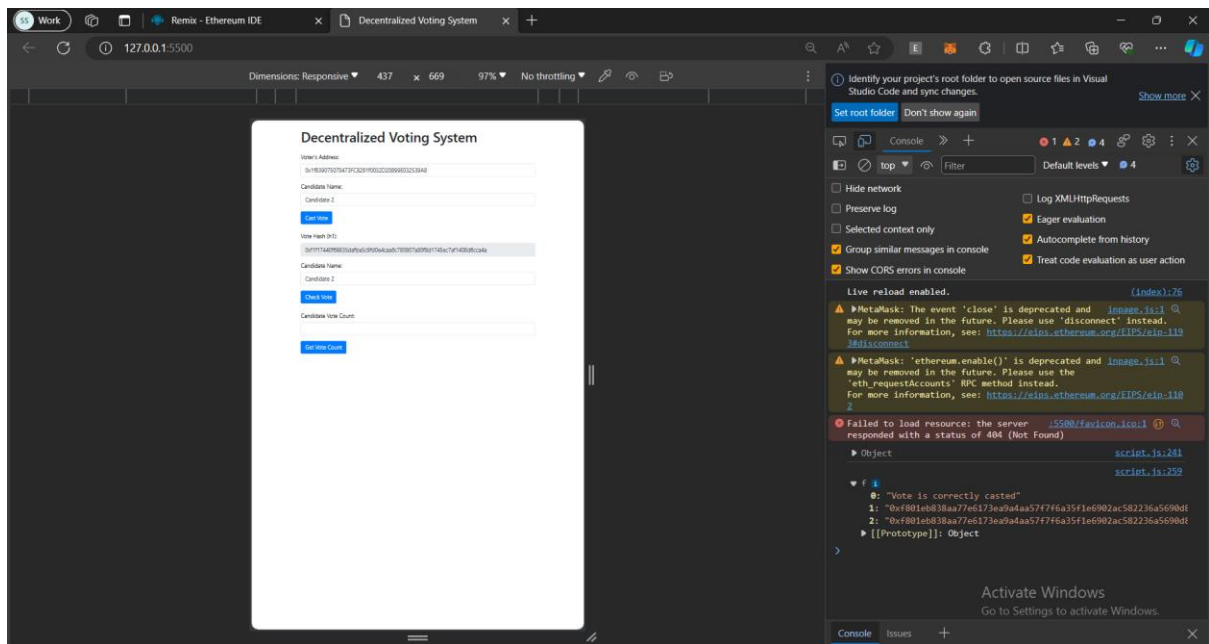 Work
Remix - Ethereum IDE
Decentralized Voting System
127.0.0.1:5500
Dimensions: Responsive
437
x
669
97%
No throttling
Decentralized Voting System
Voter's Address:
Candidate Name:
Candidate 2
Cast Vote
Vote Hash (h1):
Candidate Name:
Candidate 2
Check Vote
Candidate Vote Count:
Get Vote Count
Identify your project's root folder to open source files in Visual
Studio Code and sync changes.
Show more
Set root folder
Don't show again
Console
1
2
4
top
Filter
Default levels
4
Hide network
Preserve log
Selected context only
Group similar messages in console
Show CORS errors in console
Log XMLHttpRequests
Eager evaluation
Autocomplete from history
Treat code evaluation as user action
Live reload enabled. (index):76
MetaMask: The event 'close' is deprecated and inpage.js:1
may be removed in the future. Please use 'disconnect' instead.
For more information, see: https://eips.ethereum.org/EIPS/eip-119
3#disconnect
MetaMask: 'ethereum.enable()' is deprecated and inpage.js:1
may be removed in the future. Please use the
'eth_requestAccounts' RPC method instead.
For more information, see: https://eips.ethereum.org/EIPS/eip-110
2
Failed to load resource: the server :5500/favicon.ico:1
responded with a status of 404 (Not Found)
Object script.js:241
script.js:259
f
0: "Vote is correctly casted"
1: "0xf801eb838aa77e6173ea9a4aa57f7f6a35f1e6902ac582236a5690d
2: "0xf801eb838aa77e6173ea9a4aa57f7f6a35f1e6902ac582236a5690d
[[Prototype]]: Object
Activate Windows
Go to Settings to activate Windows.
Console
Issues